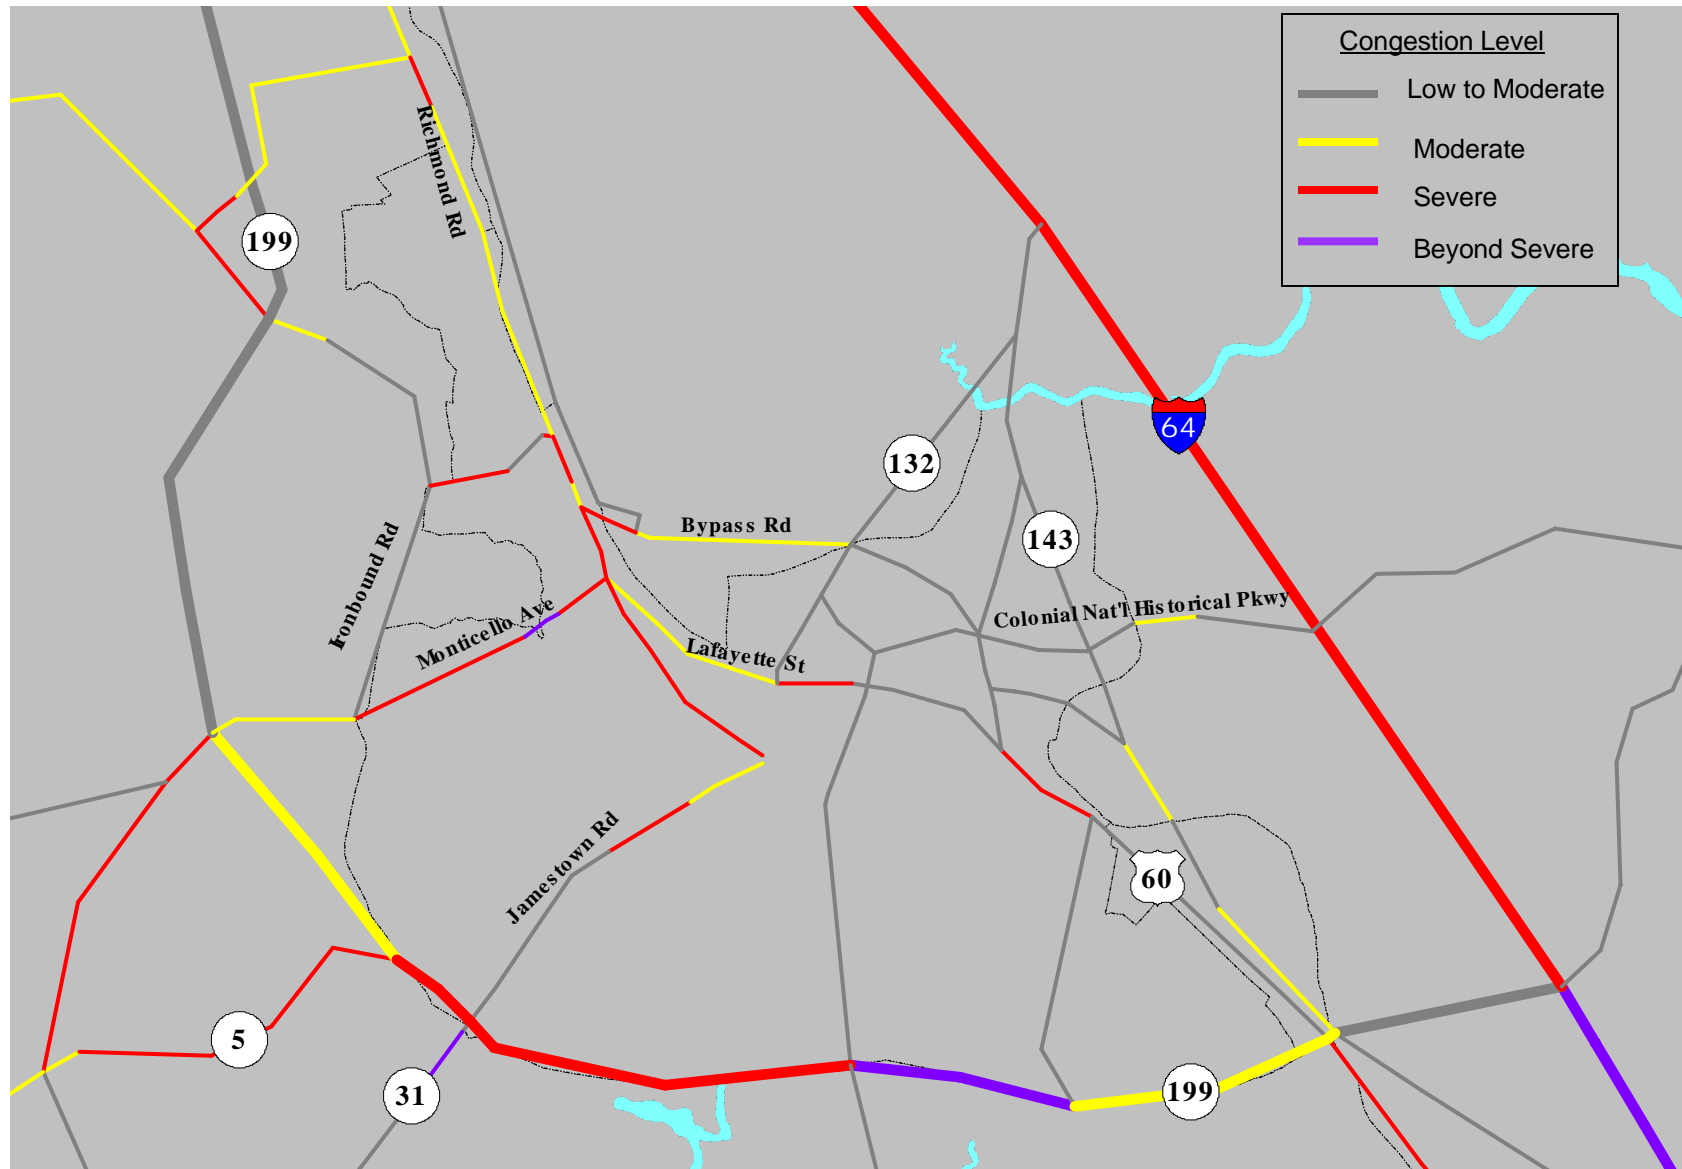 Congestion Level
Low to Moderate
Moderate
Severe
Beyond Severe
Richmond Rd
199
64
132
Bypass Rd
143
Ironbound Rd
Monticello Ave
Colonial Nat'l Historical Pkwy
Lafayette St
Jamestown Rd
60
5
31
199